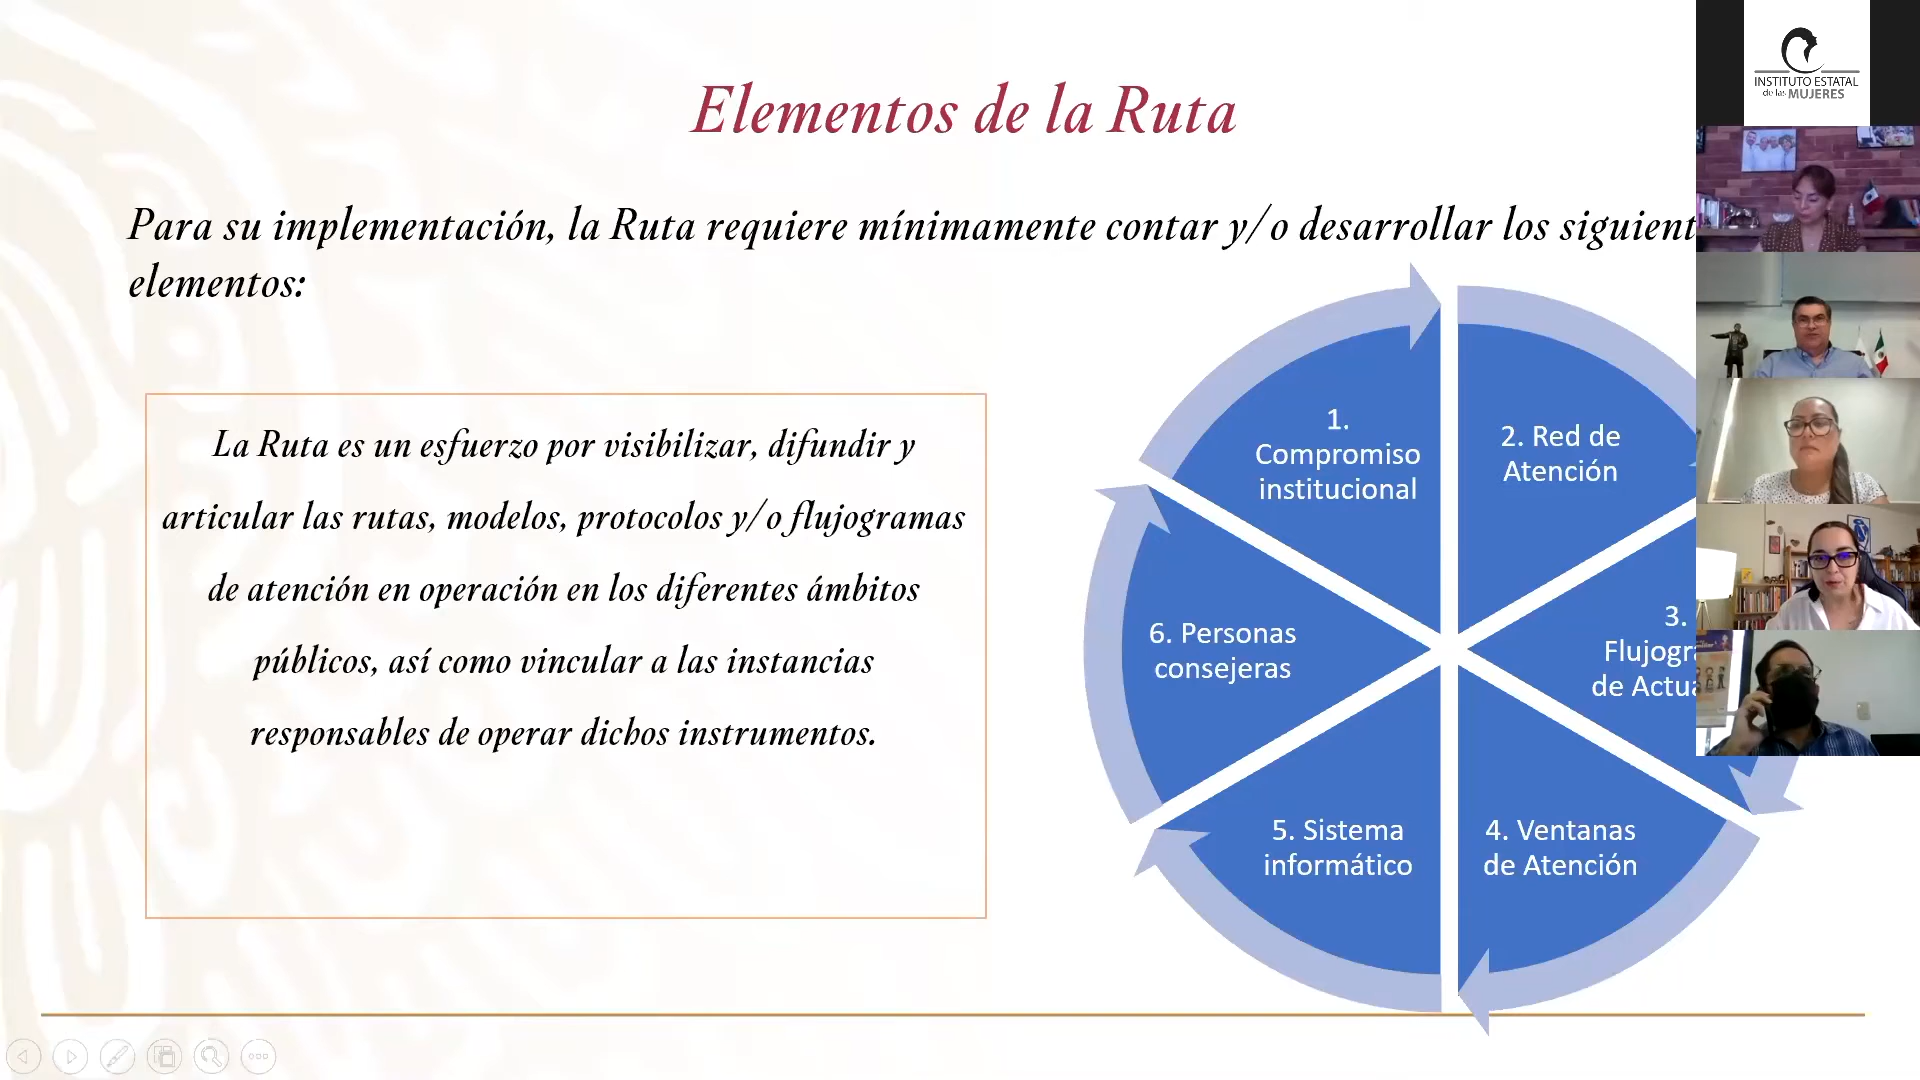 Elementos de la Ruta
Para su implementación, la Ruta requiere mínimamente contar y/o desarrollar los
elementos:
La Ruta es un esfuerzo por visibilizar, difundir y
articular las rutas, modelos, protocolos y/o flujogramas
de atención en operación en los diferentes ámbitos
públicos, así como vincular a las instancias
responsables de operar dichos instrumentos.
1.
Compromiso
institucional
2. Red de
Atención
3.
de
4. Ventanas
de Atención
5. Sistema
informático
6. Personas
consejeras
INSTITUTO ESTATAL
de las MUJERES